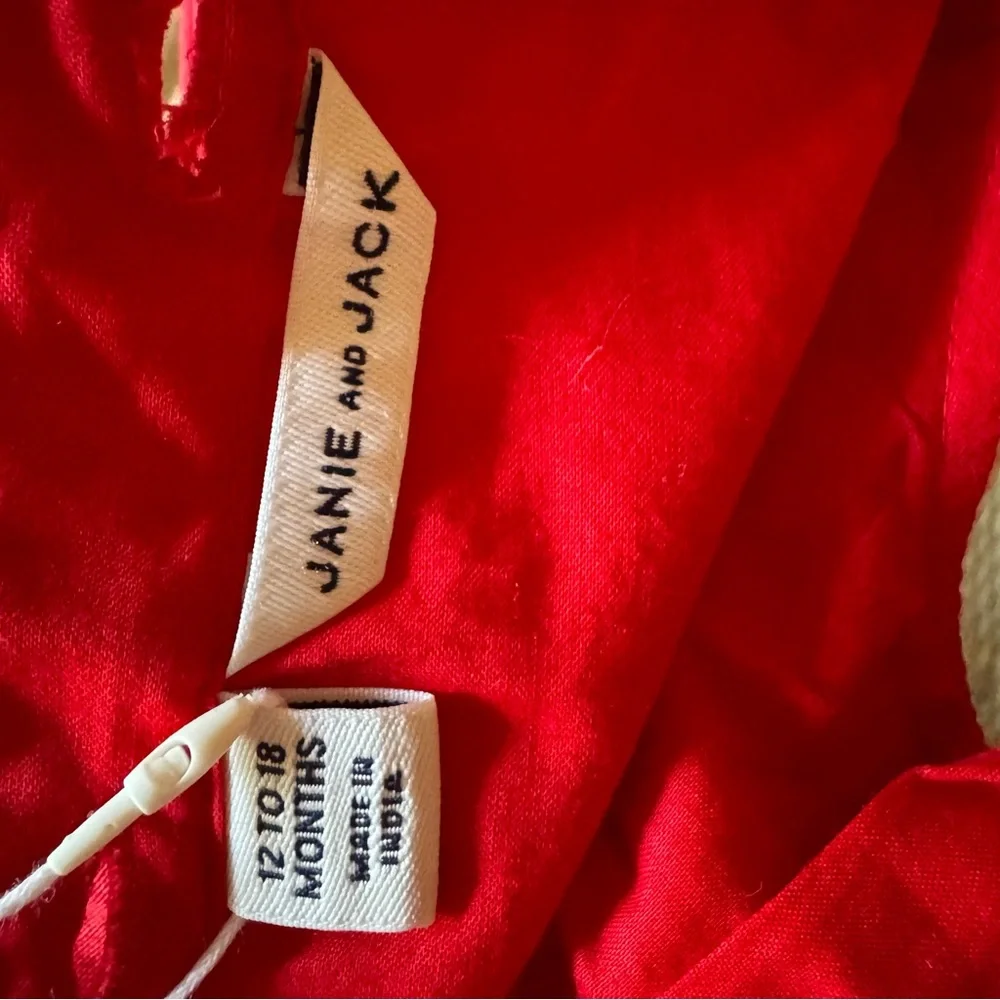 JANIE AND JACK
12 TO 18
MONTHS
MADE IN
INDIA